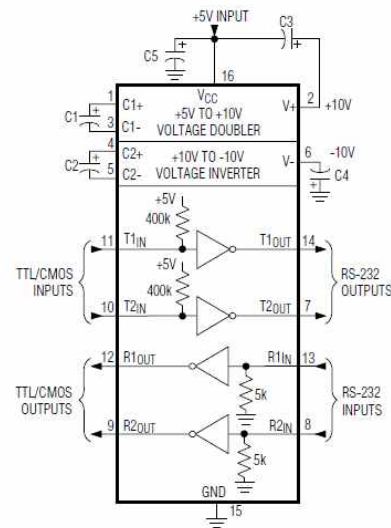 +5V INPUT
C3
C5
16
1
C1+
VCC
V+
2
+10V
C1
+5V TO +10V
3
C1-
VOLTAGE DOUBLER
4
C2+
+10V TO -10V
V-
6
-10V
C2
5
C2-
VOLTAGE INVERTER
C4
+5V
400k
11
T1IN
T1OUT
14
+5V
TTL/CMOS
INPUTS
400k
RS-232
OUTPUTS
10
T2IN
T2OUT
7
12
R1OUT
R1IN
13
TTL/CMOS
OUTPUTS
5k
RS-232
INPUTS
9
R2OUT
R2IN
8
5k
GND
15